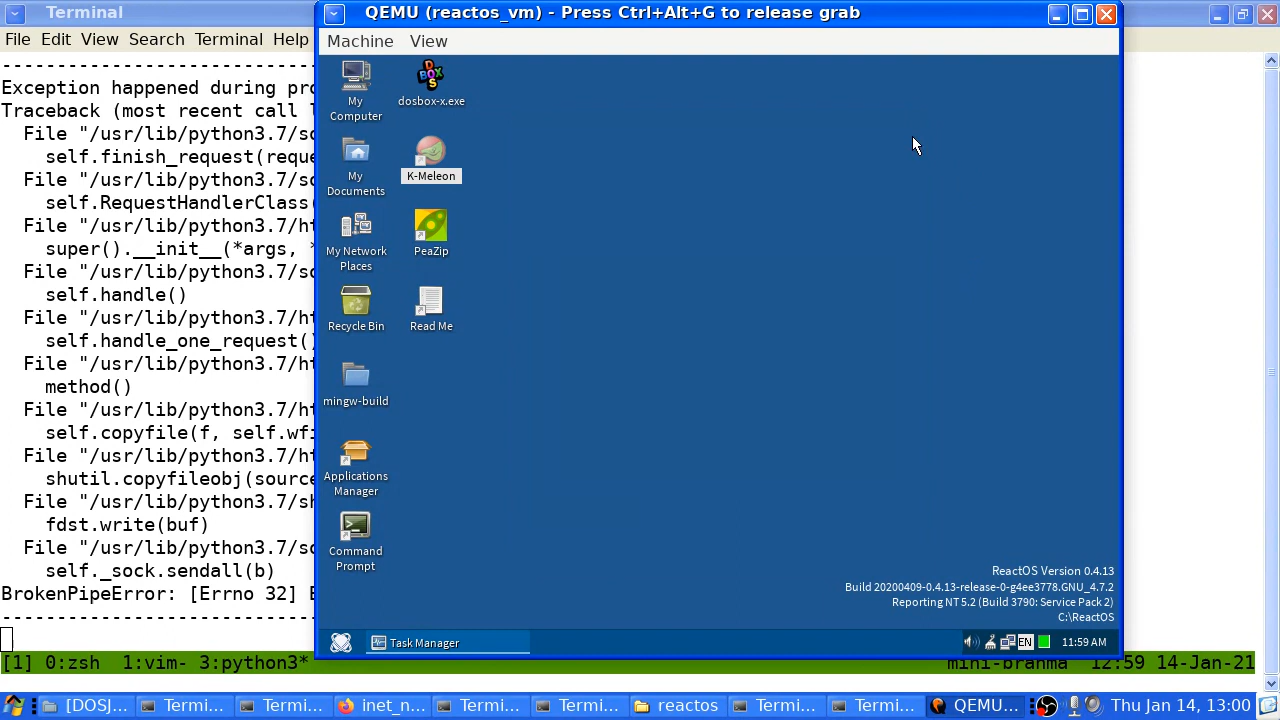 Terminal
File Edit View Search Terminal Help
----------------------------
Exception happened during pro
Traceback (most recent call l
File "/usr/lib/python3.7/so
self.finish_request(reque
File "/usr/lib/python3.7/so
self.RequestHandlerClass(
File "/usr/lib/python3.7/ht
super().__init__(*args, *
File "/usr/lib/python3.7/so
self.handle()
File "/usr/lib/python3.7/ht
self.handle_one_request()
File "/usr/lib/python3.7/ht
method()
File "/usr/lib/python3.7/ht
self.copyfile(f, self.wfi
File "/usr/lib/python3.7/ht
shutil.copyfileobj(source
File "/usr/lib/python3.7/sh
fdst.write(buf)
File "/usr/lib/python3.7/so
self._sock.sendall(b)
BrokenPipeError: [Errno 32] B
----------------------------
[1] 0:zsh 1:vim- 3:python3*
mini-brahma 12:59 14-Jan-21
QEMU (reactos_vm) - Press Ctrl+Alt+G to release grab
Machine View
My
Computer
dosbox-x.exe
My
Documents
K-Meleon
My Network
Places
PeaZip
Recycle Bin
Read Me
mingw-build
Applications
Manager
Command
Prompt
ReactOS Version 0.4.13
Build 20200409-0.4.13-release-0-g4ee3778.GNU_4.7.2
Reporting NT 5.2 (Build 3790: Service Pack 2)
C:\ReactOS
Task Manager
EN
11:59 AM
[DOSJ...
Termi...
Termi...
inet_n...
Termi...
Termi...
reactos
Termi...
Termi...
QEMU...
Thu Jan 14, 13:00